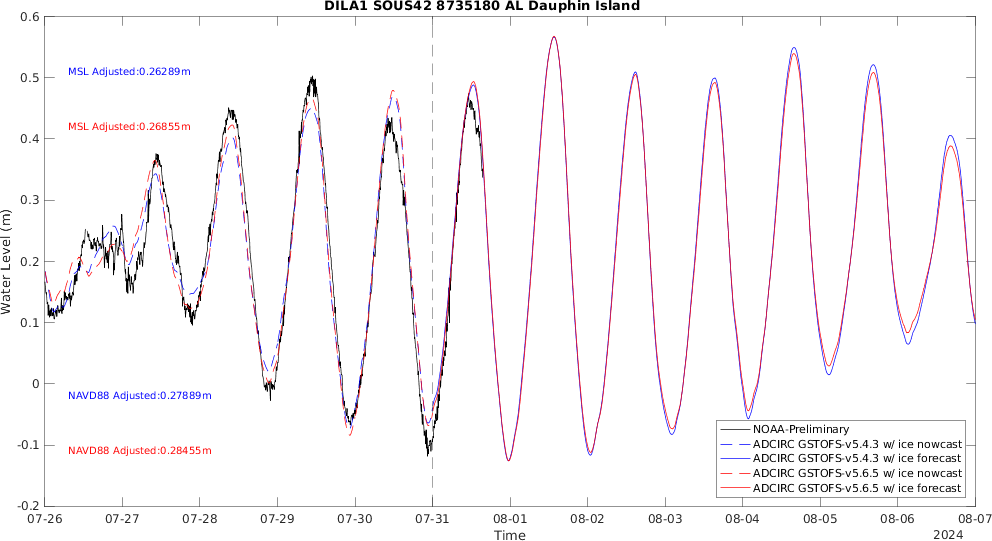 DILA1 SOUS42 8735180 AL Dauphin Island
0.6
0.5
0.4
0.3
0.2
0.1
0
-0.1
-0.2
Water Level (m)
MSL Adjusted:0.26289m
MSL Adjusted:0.26855m
NAVD88 Adjusted:0.27889m
NAVD88 Adjusted:0.28455m
NOAA-Preliminary
ADCIRC GSTOFS-v5.4.3 w/ ice nowcast
ADCIRC GSTOFS-v5.4.3 w/ ice forecast
ADCIRC GSTOFS-v5.6.5 w/ ice nowcast
ADCIRC GSTOFS-v5.6.5 w/ ice forecast
07-26 07-27 07-28 07-29 07-30 07-31 08-01 08-02 08-03 08-04 08-05 08-06 08-07
Time
2024